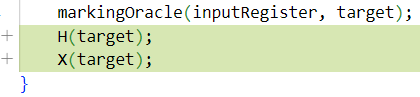 markingOracle(inputRegister, target);
+ H(target);
+ X(target);
}